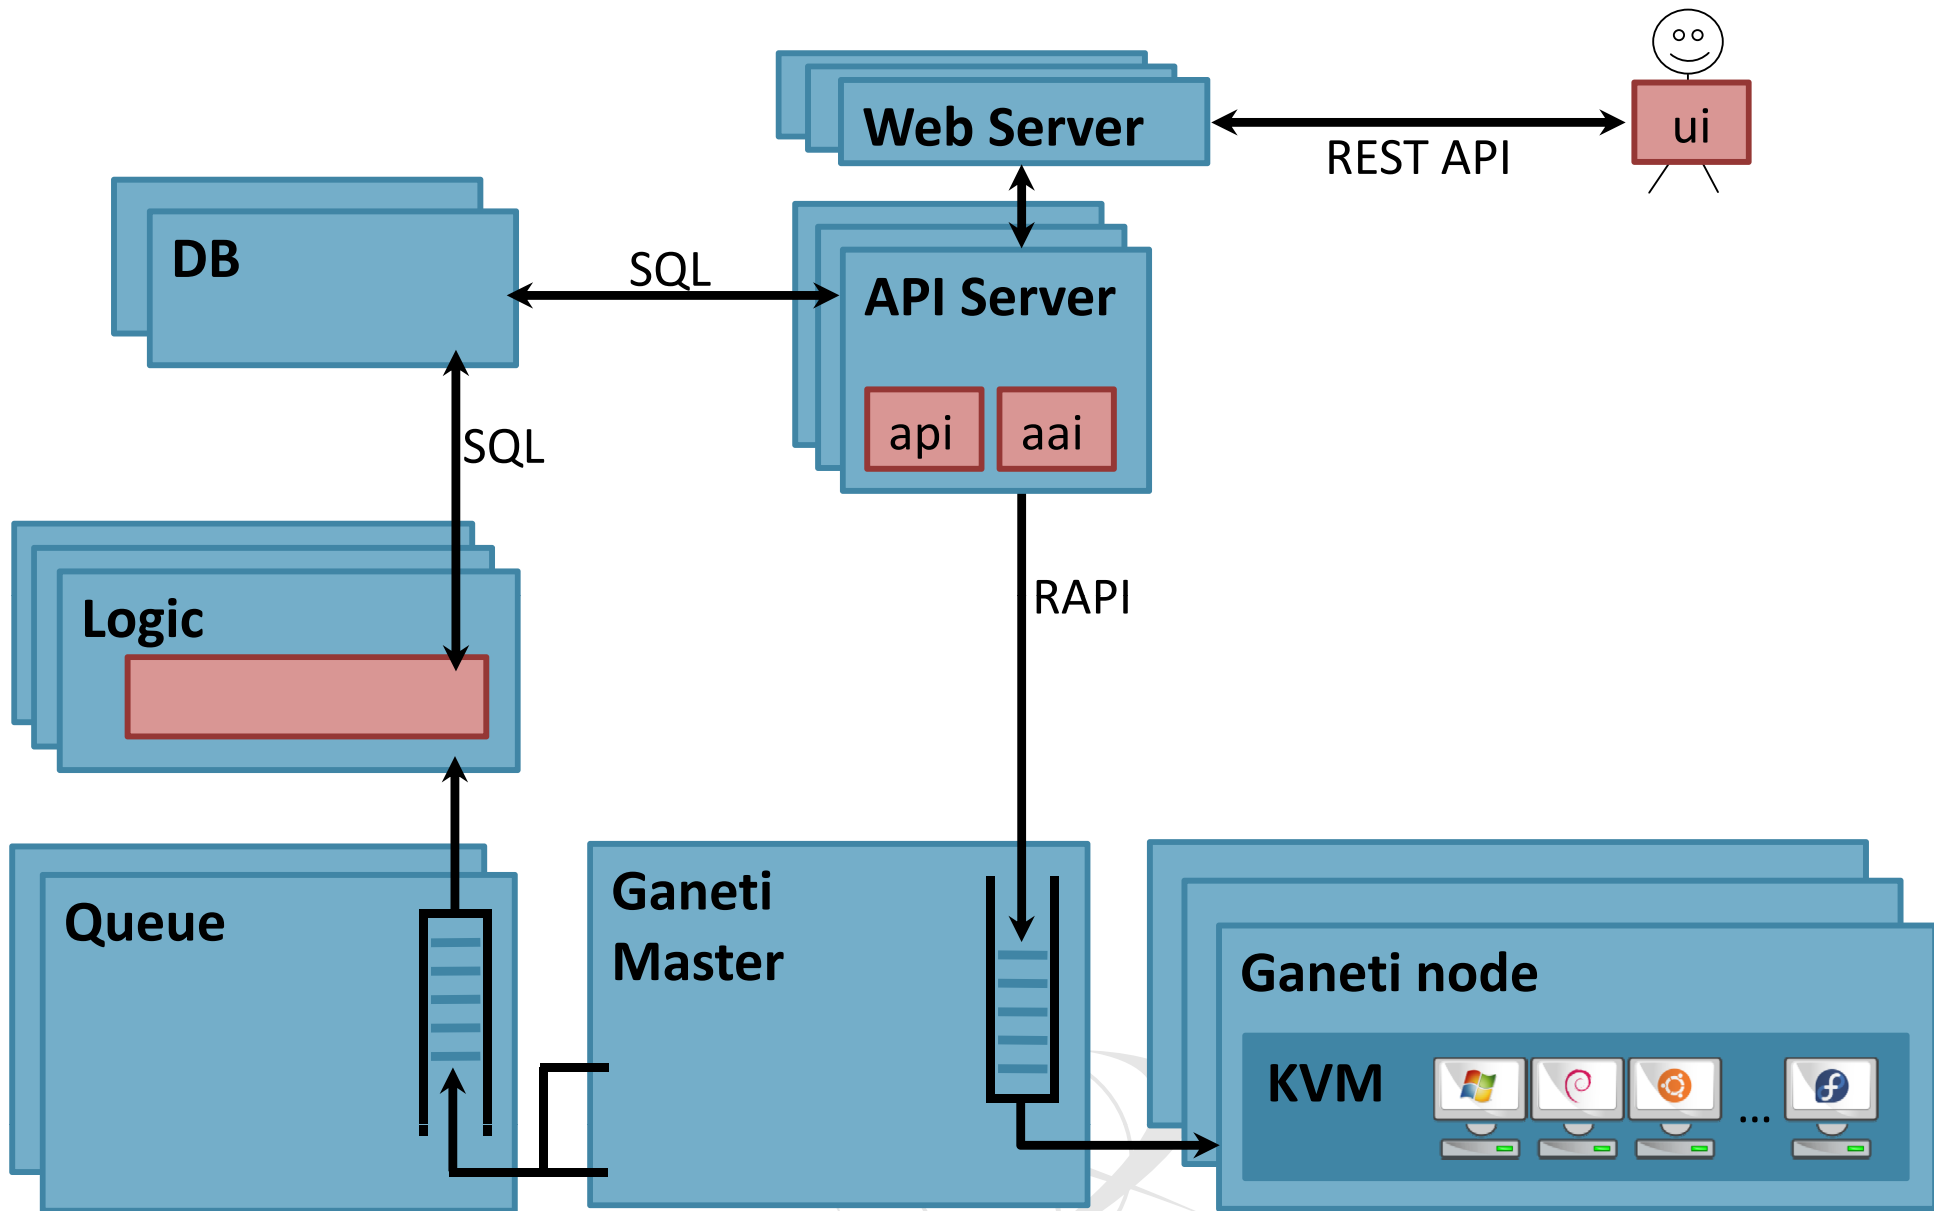 Web Server
ui
REST API
DB
SQL
API Server
api
aai
SQL
Logic
RAPI
Queue
Ganeti
Master
Ganeti node
KVM
...